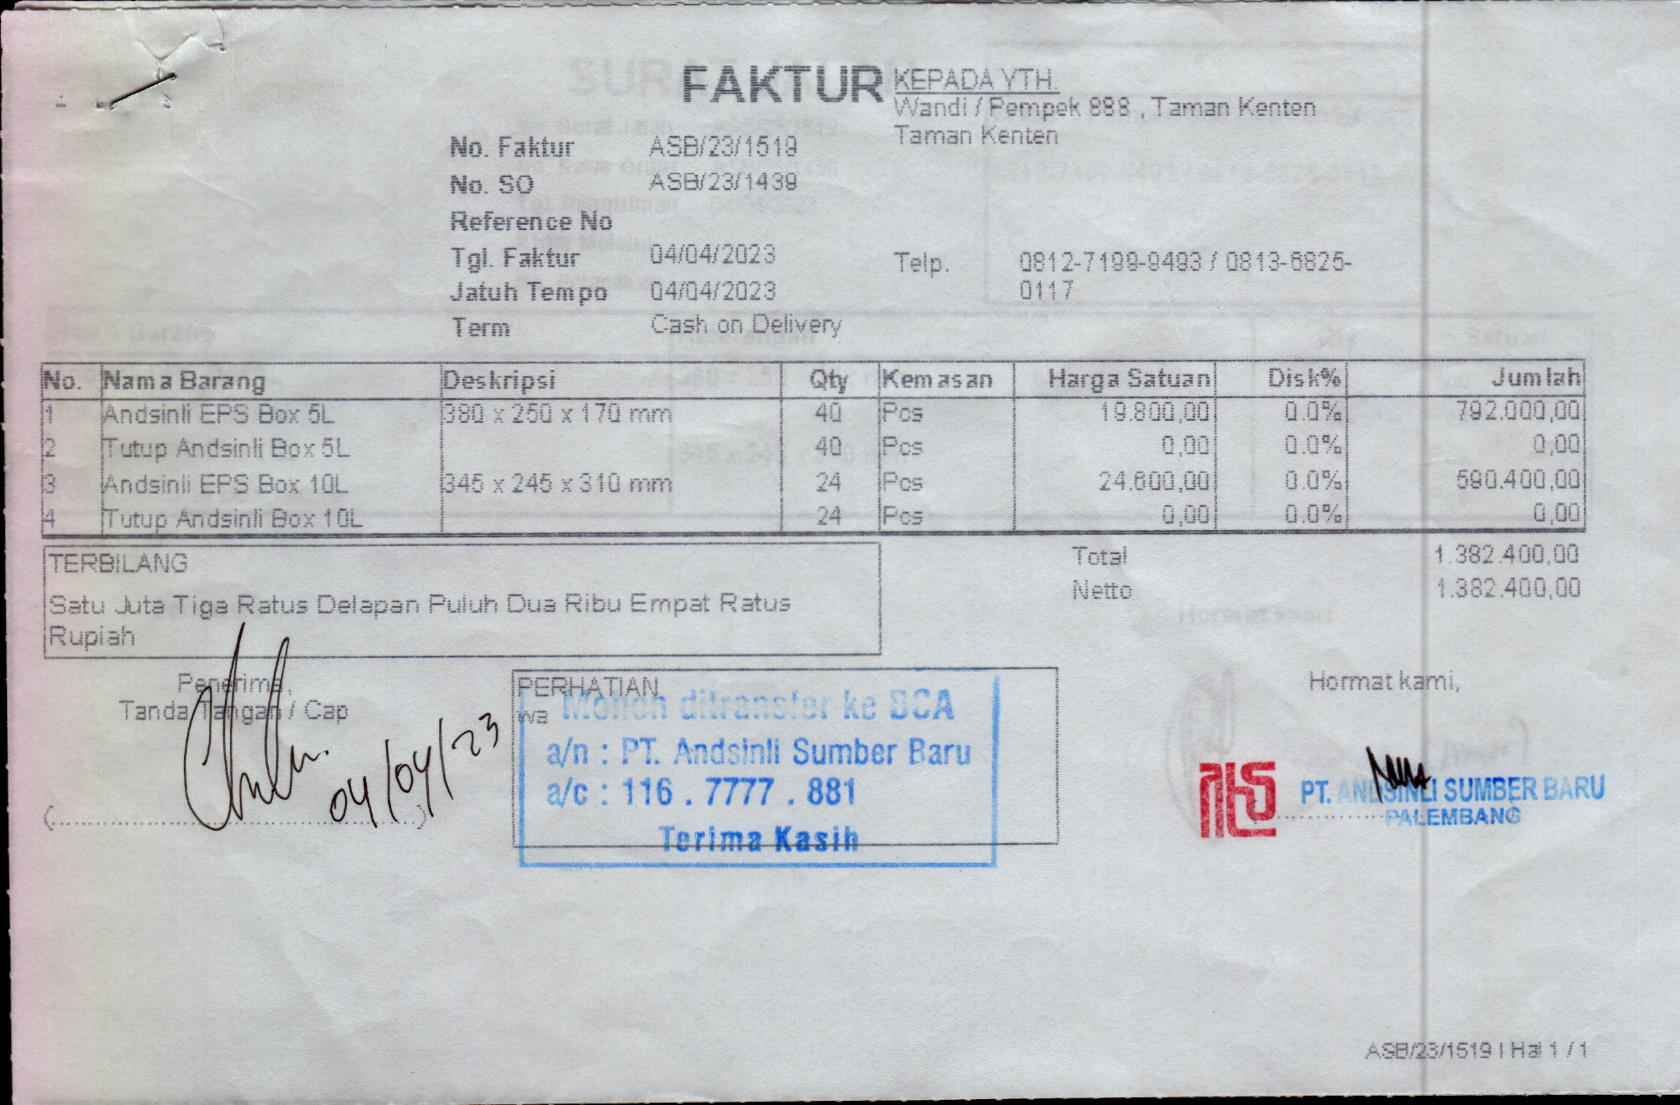 FAKTUR
KEPADA YTH.
Wandi / Pempek 888 , Taman Kenten
Taman Kenten
No. Faktur ASB/23/1519
No. SO ASB/23/1439
Reference No
Tgl. Faktur 04/04/2023
Jatuh Tempo 04/04/2023
Term Cash on Delivery
Telp. 0812-7199-9493 / 0813-6825-
0117
No. Nama Barang Deskripsi Qty Kemasan Harga Satuan Disk% Jumlah
1 Andsinli EPS Box 5L 380 x 250 x 170 mm 40 Pcs 19.800,00 0.0% 792.000,00
2 Tutup Andsinli Box 5L 40 Pcs 0,00 0.0% 0,00
3 Andsinli EPS Box 10L 345 x 245 x 310 mm 24 Pcs 24.600,00 0.0% 590.400,00
4 Tutup Andsinli Box 10L 24 Pcs 0,00 0.0% 0,00
TERBILANG
Satu Juta Tiga Ratus Delapan Puluh Dua Ribu Empat Ratus
Rupiah
Total 1.382.400,00
Netto 1.382.400,00
Penerima,
Tanda Tangan / Cap
04/04/23
PERHATIAN
wa
Mohon ditransfer ke BCA
a/n : PT. Andsinli Sumber Baru
a/c : 116 . 7777 . 881
Terima Kasih
Hormat kami,
PT. ANDSINLI SUMBER BARU
PALEMBANG
ASB/23/1519 | Hal 1 / 1